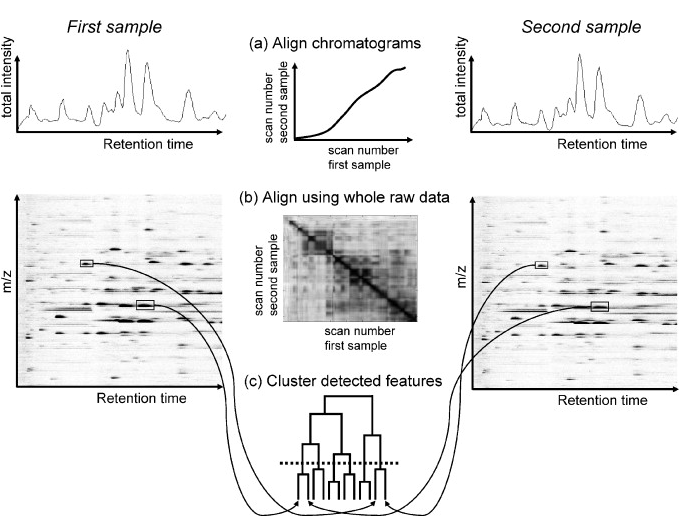 First sample
Second sample
(a) Align chromatograms
total intensity
Retention time
scan number
second sample
scan number
first sample
total intensity
Retention time
(b) Align using whole raw data
m/z
Retention time
scan number
second sample
scan number
first sample
m/z
Retention time
(c) Cluster detected features